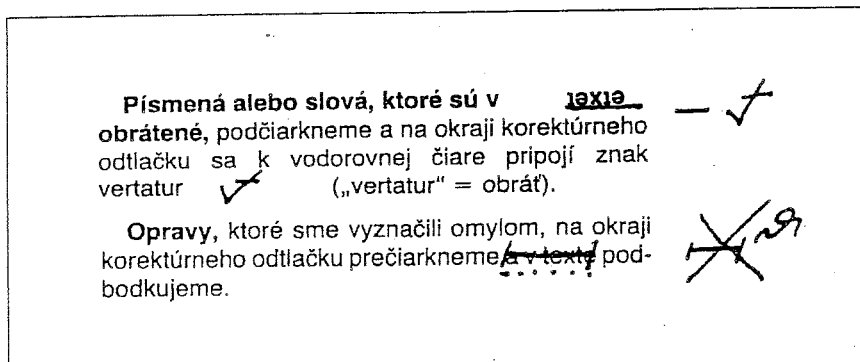 Písmená alebo slová, ktoré sú v texte
obrátené, podčiarkneme a na okraji korektúrneho
odtlačku sa k vodorovnej čiare pripojí znak
vertatur („vertatur“ = obráť).
Opravy, ktoré sme vyznačili omylom, na okraji
korektúrneho odtlačku prečiarkneme a v texte pod-
bodkujeme.